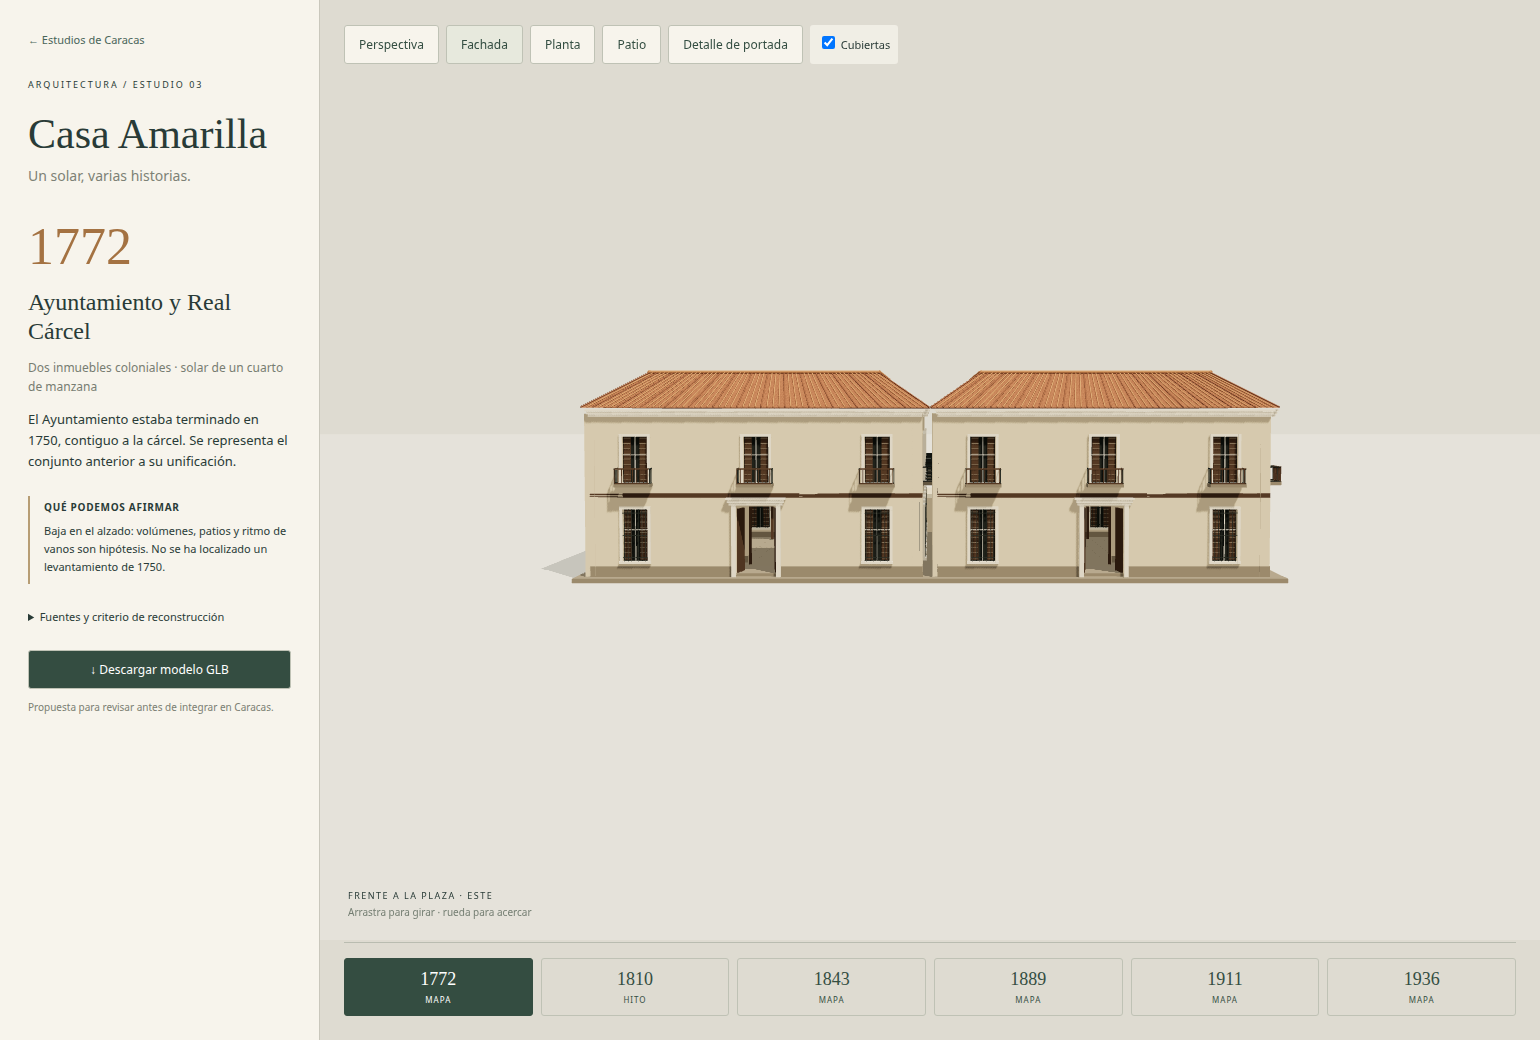 ← Estudios de Caracas
ARQUITECTURA / ESTUDIO 03
Casa Amarilla
Un solar, varias historias.
1772
Ayuntamiento y Real
Cárcel
Dos inmuebles coloniales · solar de un cuarto
de manzana
El Ayuntamiento estaba terminado en
1750, contiguo a la cárcel. Se representa el
conjunto anterior a su unificación.
QUÉ PODEMOS AFIRMAR
Baja en el alzado: volúmenes, patios y ritmo de
vanos son hipótesis. No se ha localizado un
levantamiento de 1750.
▶ Fuentes y criterio de reconstrucción
↓ Descargar modelo GLB
Propuesta para revisar antes de integrar en Caracas.
Perspectiva
Fachada
Planta
Patio
Detalle de portada
Cubiertas
FRENTE A LA PLAZA · ESTE
Arrastra para girar · rueda para acercar
1772
MAPA
1810
HITO
1843
MAPA
1889
MAPA
1911
MAPA
1936
MAPA